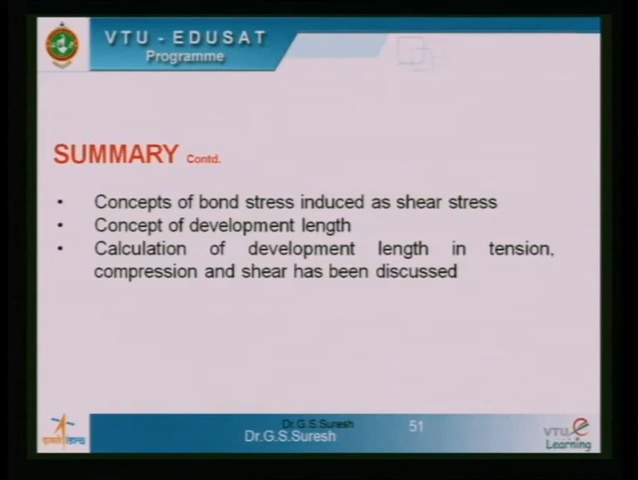 VTU - EDUSAT
Programme
SUMMARY Contd.
• Concepts of bond stress induced as shear stress
• Concept of development length
• Calculation of development length in tension,
compression and shear has been discussed
Dr.G.S.Suresh
Dr.G.S.Suresh
51
VTU e
Learning